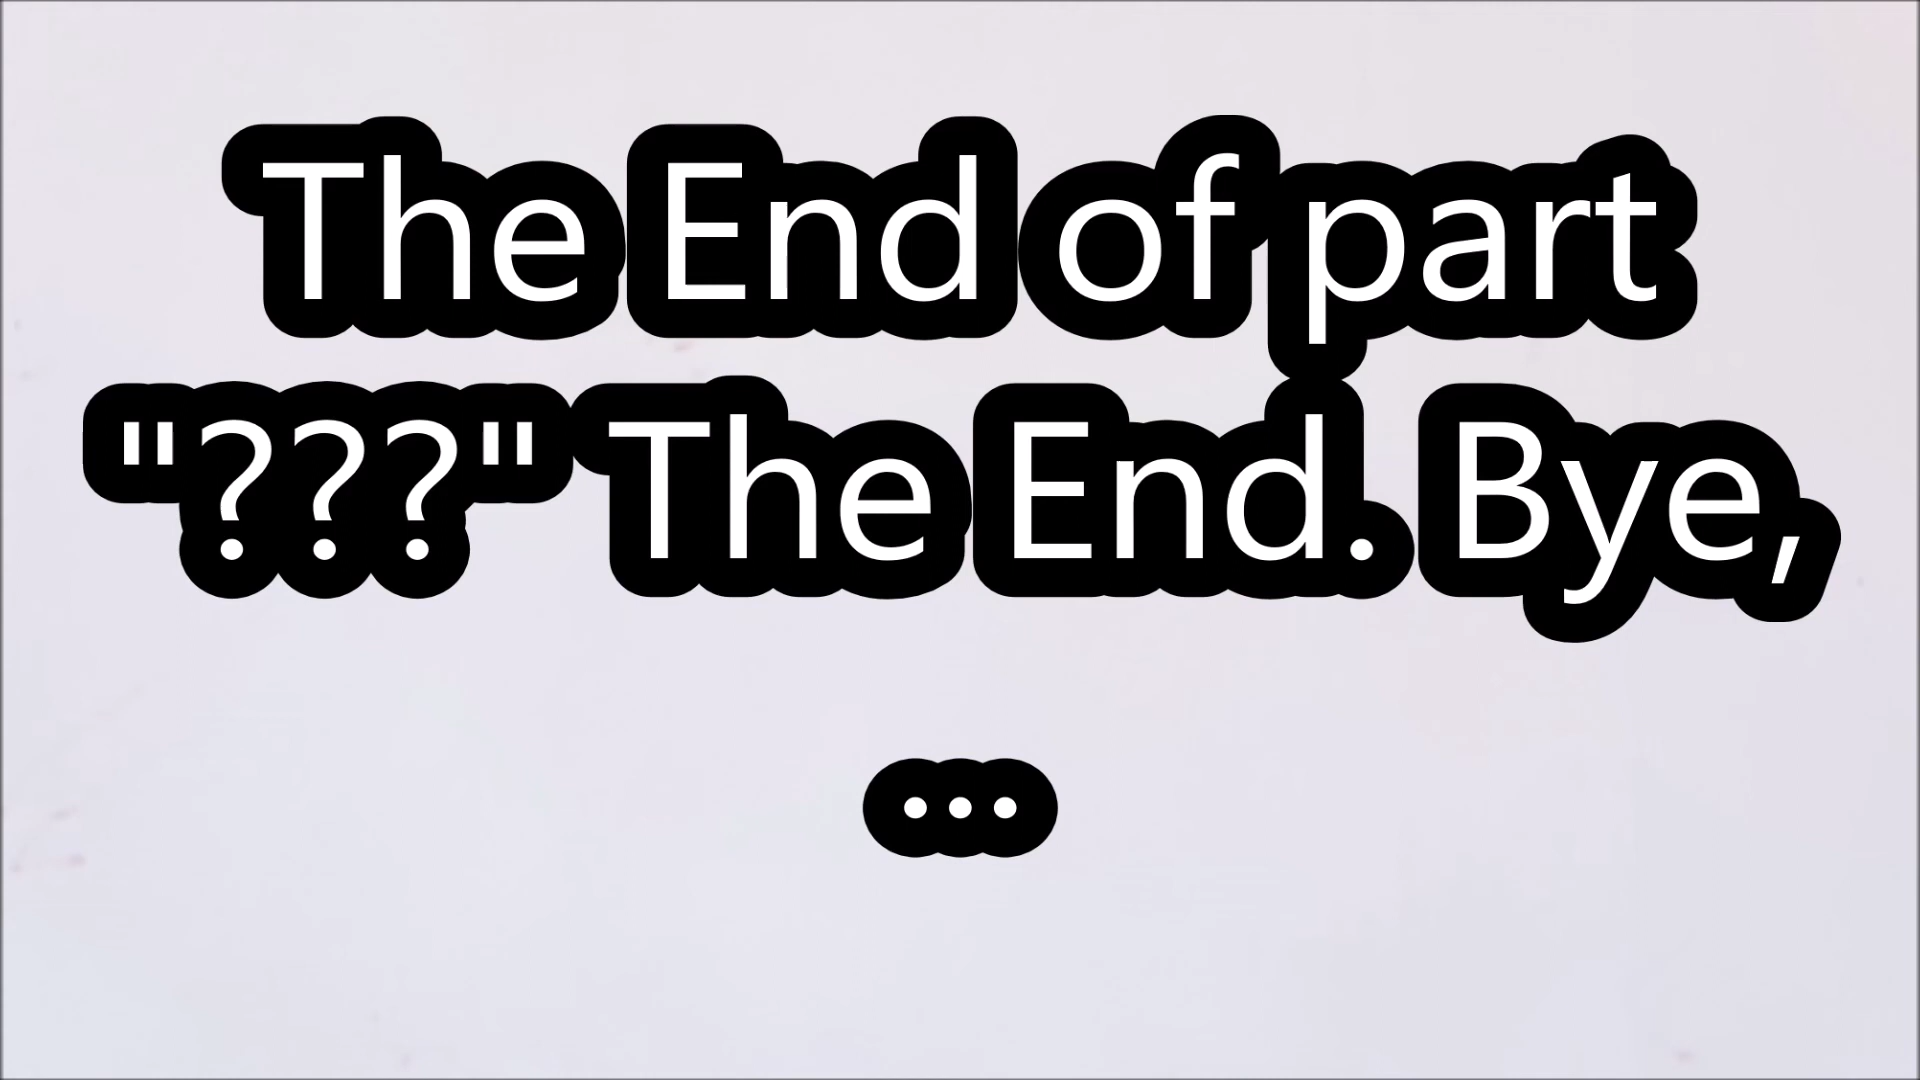 The End of part
"???" The End. Bye,
...